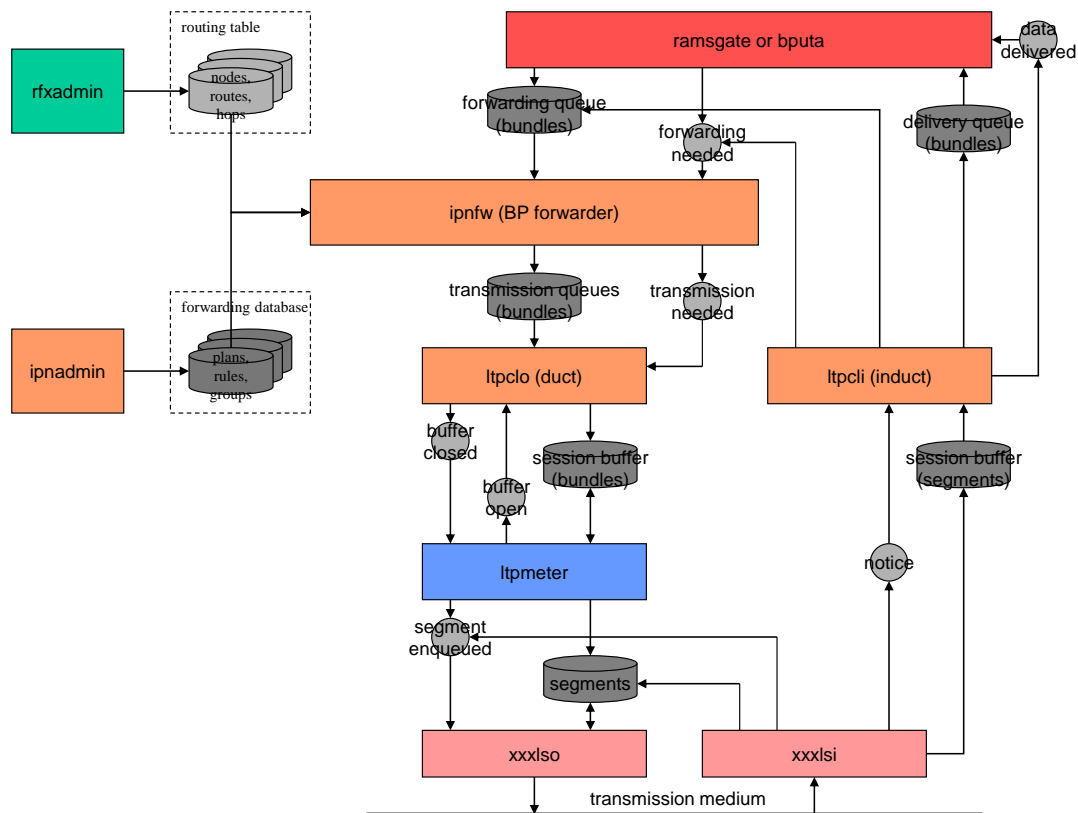 routing table
ramsgate or bputa
data
delivered
rfxadmin
nodes,
routes,
hops
forwarding queue
(bundles)
forwarding
needed
delivery queue
(bundles)
ipnfw (BP forwarder)
transmission queues
(bundles)
transmission
needed
forwarding database
ipnadmin
plans,
rules,
groups
ltpclo (duct)
ltpcli (induct)
buffer
closed
buffer
open
session buffer
(bundles)
session buffer
(segments)
ltpmeter
notice
segment
enqueued
segments
xxxlso
xxxlsi
transmission medium